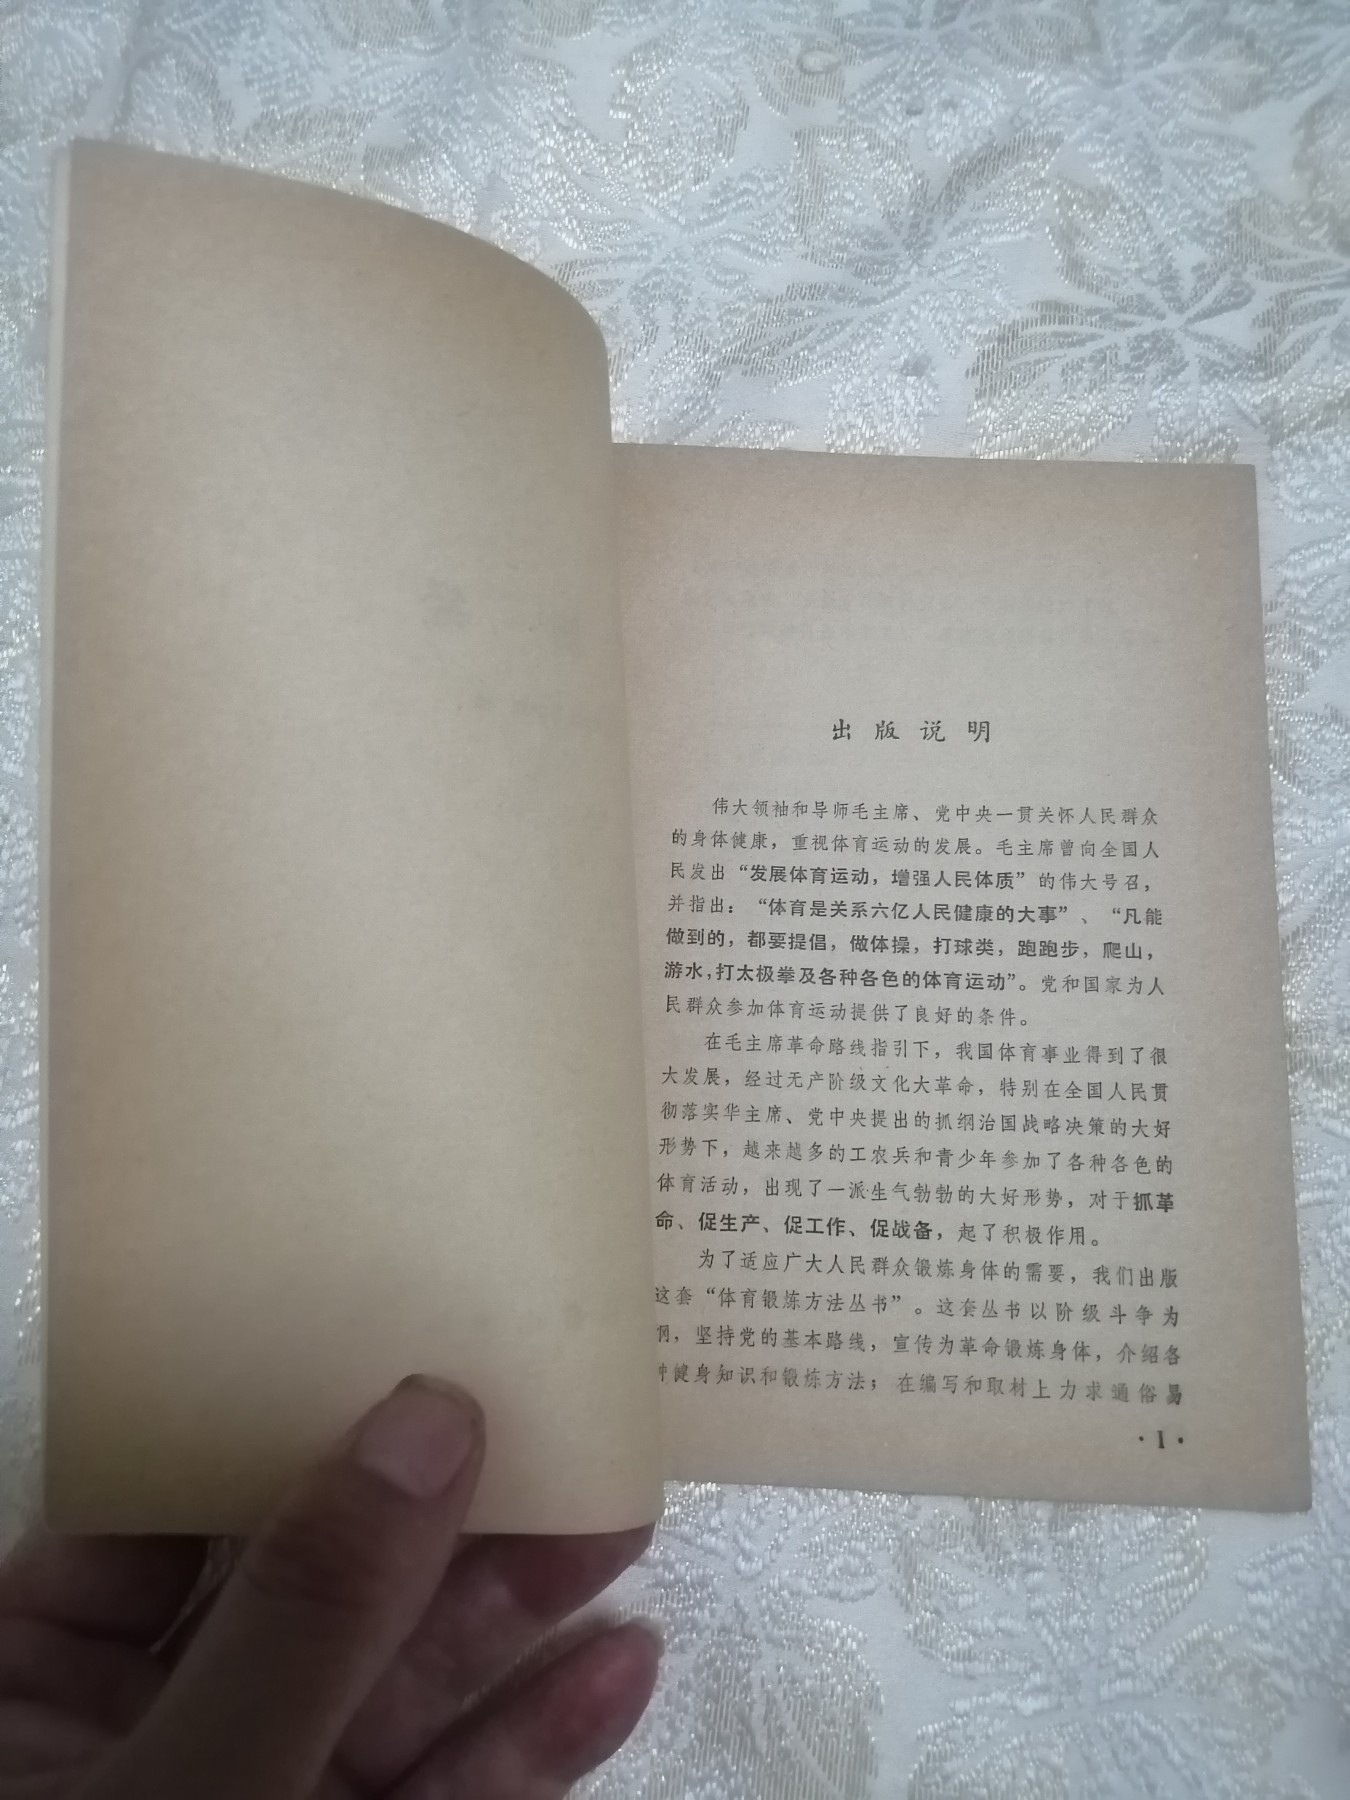 出版说明
伟大领袖和导师毛主席、党中央一贯关怀人民群众
的身体健康，重视体育运动的发展。毛主席曾向全国人
民发出“发展体育运动，增强人民体质”的伟大号召，
并指出：“体育是关系六亿人民健康的大事”、“凡能
做到的，都要提倡，做体操，打球类，跑跑步，爬山，
游水，打太极拳及各种各色的体育运动”。党和国家为人
民群众参加体育运动提供了良好的条件。
在毛主席革命路线指引下，我国体育事业得到了很
大发展，经过无产阶级文化大革命，特别在全国人民贯
彻落实华主席、党中央提出的抓纲治国战略决策的大好
形势下，越来越多的工农兵和青少年参加了各种各色的
体育活动，出现了一派生气勃勃的大好形势，对于抓革
命、促生产、促工作、促战备，起了积极作用。
为了适应广大人民群众锻炼身体的需要，我们出版
这套“体育锻炼方法丛书”。这套丛书以阶级斗争为
纲，坚持党的基本路线，宣传为革命锻炼身体，介绍各
种健身知识和锻炼方法；在编写和取材上力求通俗易
·1·